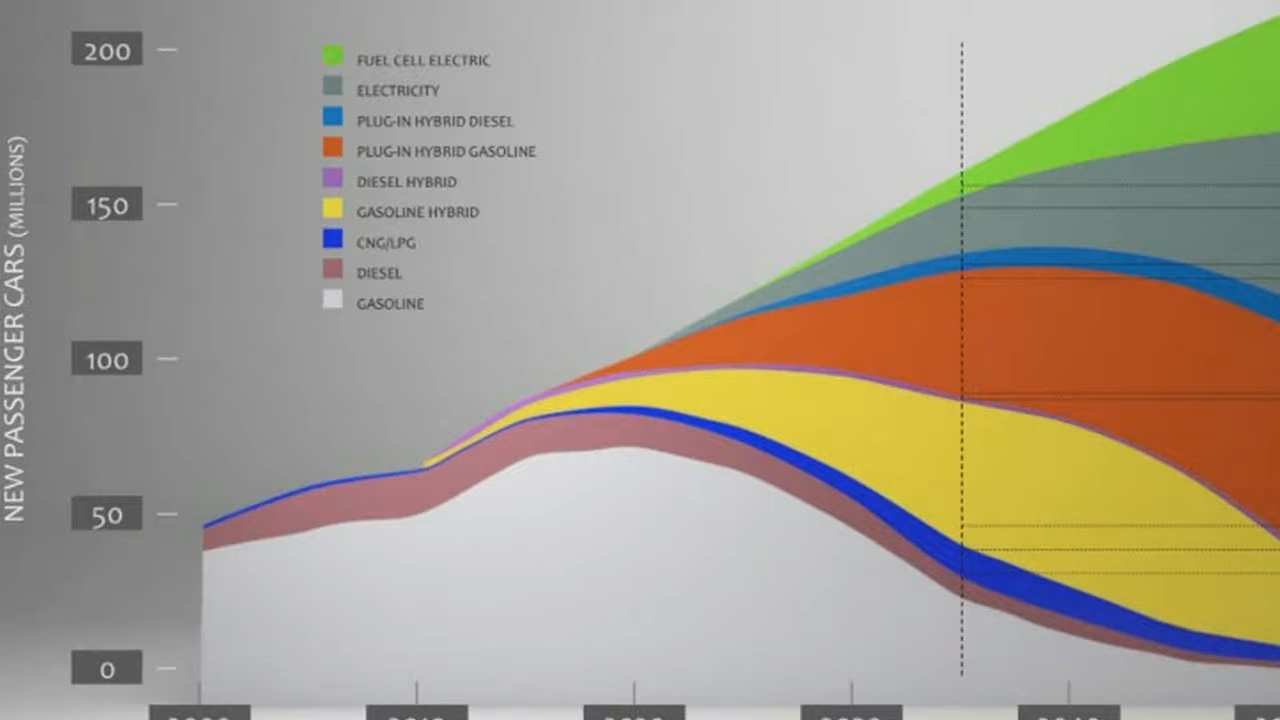 200
150
100
50
0
NEW PASSENGER CARS (MILLIONS)
FUEL CELL ELECTRIC
ELECTRICITY
PLUG-IN HYBRID DIESEL
PLUG-IN HYBRID GASOLINE
DIESEL HYBRID
GASOLINE HYBRID
CNG/LPG
DIESEL
GASOLINE